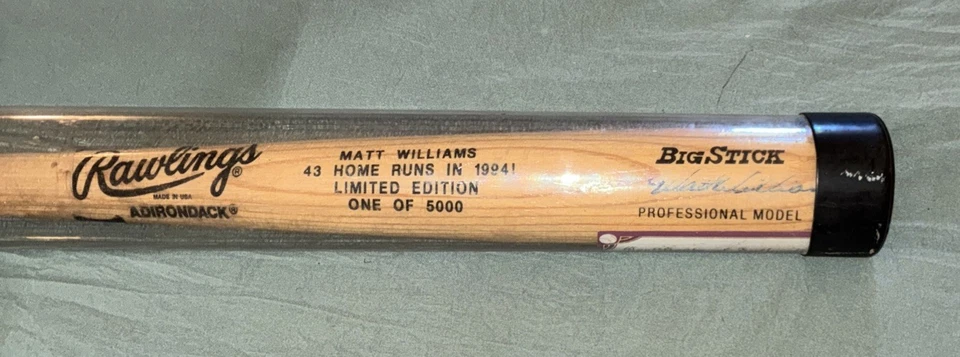 Rawlings®
MADE IN USA
ADIRONDACK®
MATT WILLIAMS
43 HOME RUNS IN 1994!
LIMITED EDITION
ONE OF 5000
BIG STICK
PROFESSIONAL MODEL